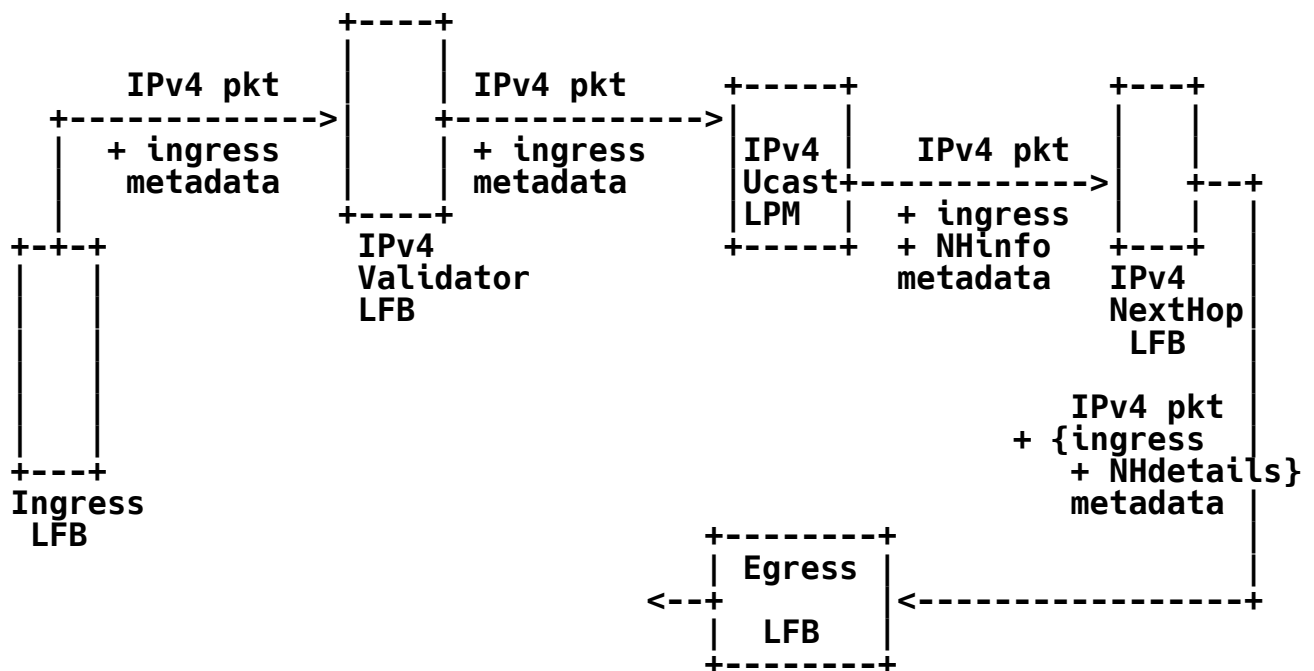 IPv4 pkt
+ ingress
metadata
IPv4
Validator
LFB
IPv4 pkt
+ ingress
metadata
IPv4
Ucast
LPM
IPv4 pkt
+ ingress
+ NHinfo
metadata
IPv4
NextHop
LFB
Ingress
LFB
IPv4 pkt
+ {ingress
+ NHdetails}
metadata
Egress
LFB